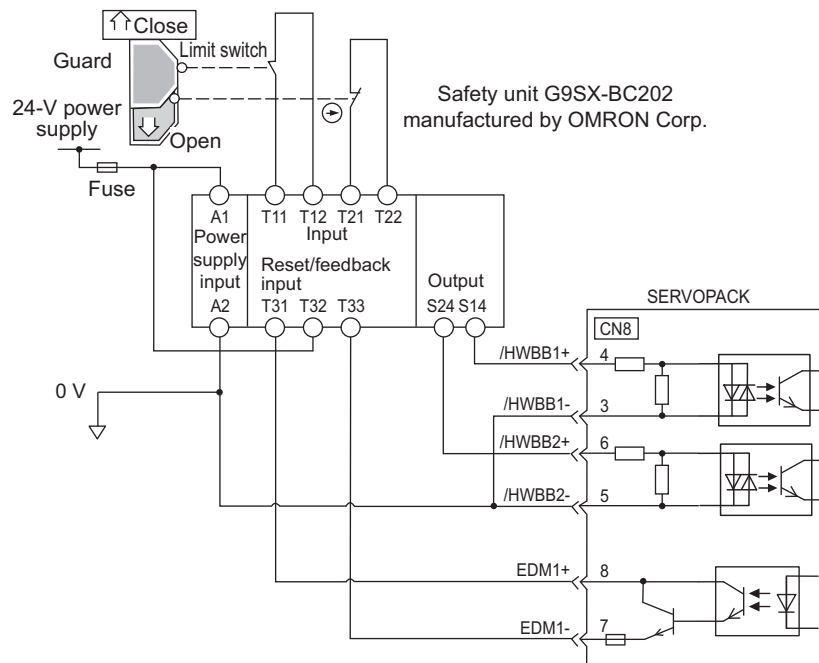 Close
Guard
Limit switch
Safety unit G9SX-BC202
manufactured by OMRON Corp.
24-V power
supply
Open
Fuse
A1 T11 T12 T21 T22
Power
supply
input
Input
Reset/feedback
input
Output
A2 T31 T32 T33 S24 S14
SERVOPACK
CN8
/HWBB1+ 4
0 V
/HWBB1- 3
/HWBB2+ 6
/HWBB2- 5
EDM1+ 8
EDM1- 7